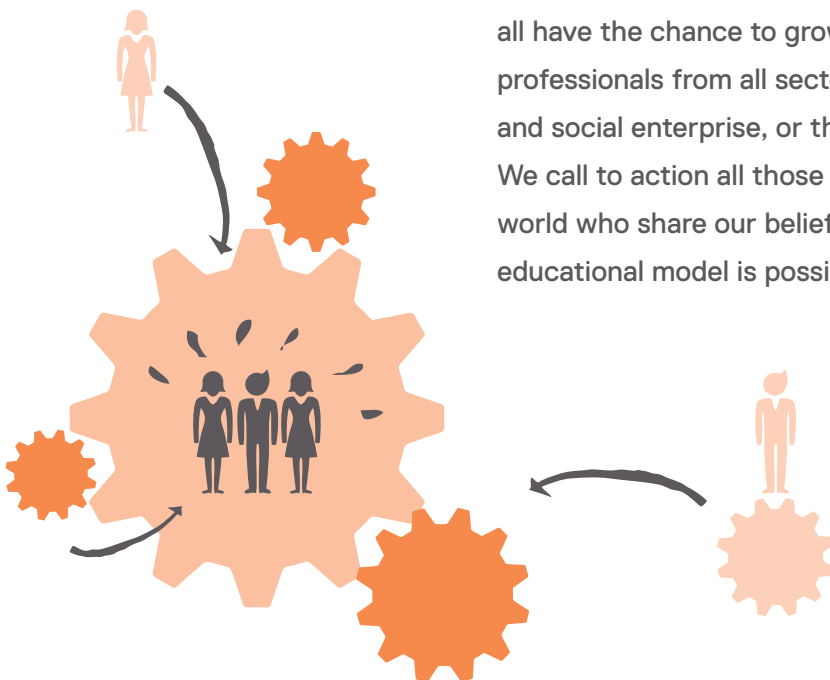 all have the chance to grow
professionals from all secto
and social enterprise, or th
We call to action all those
world who share our belief
educational model is possi